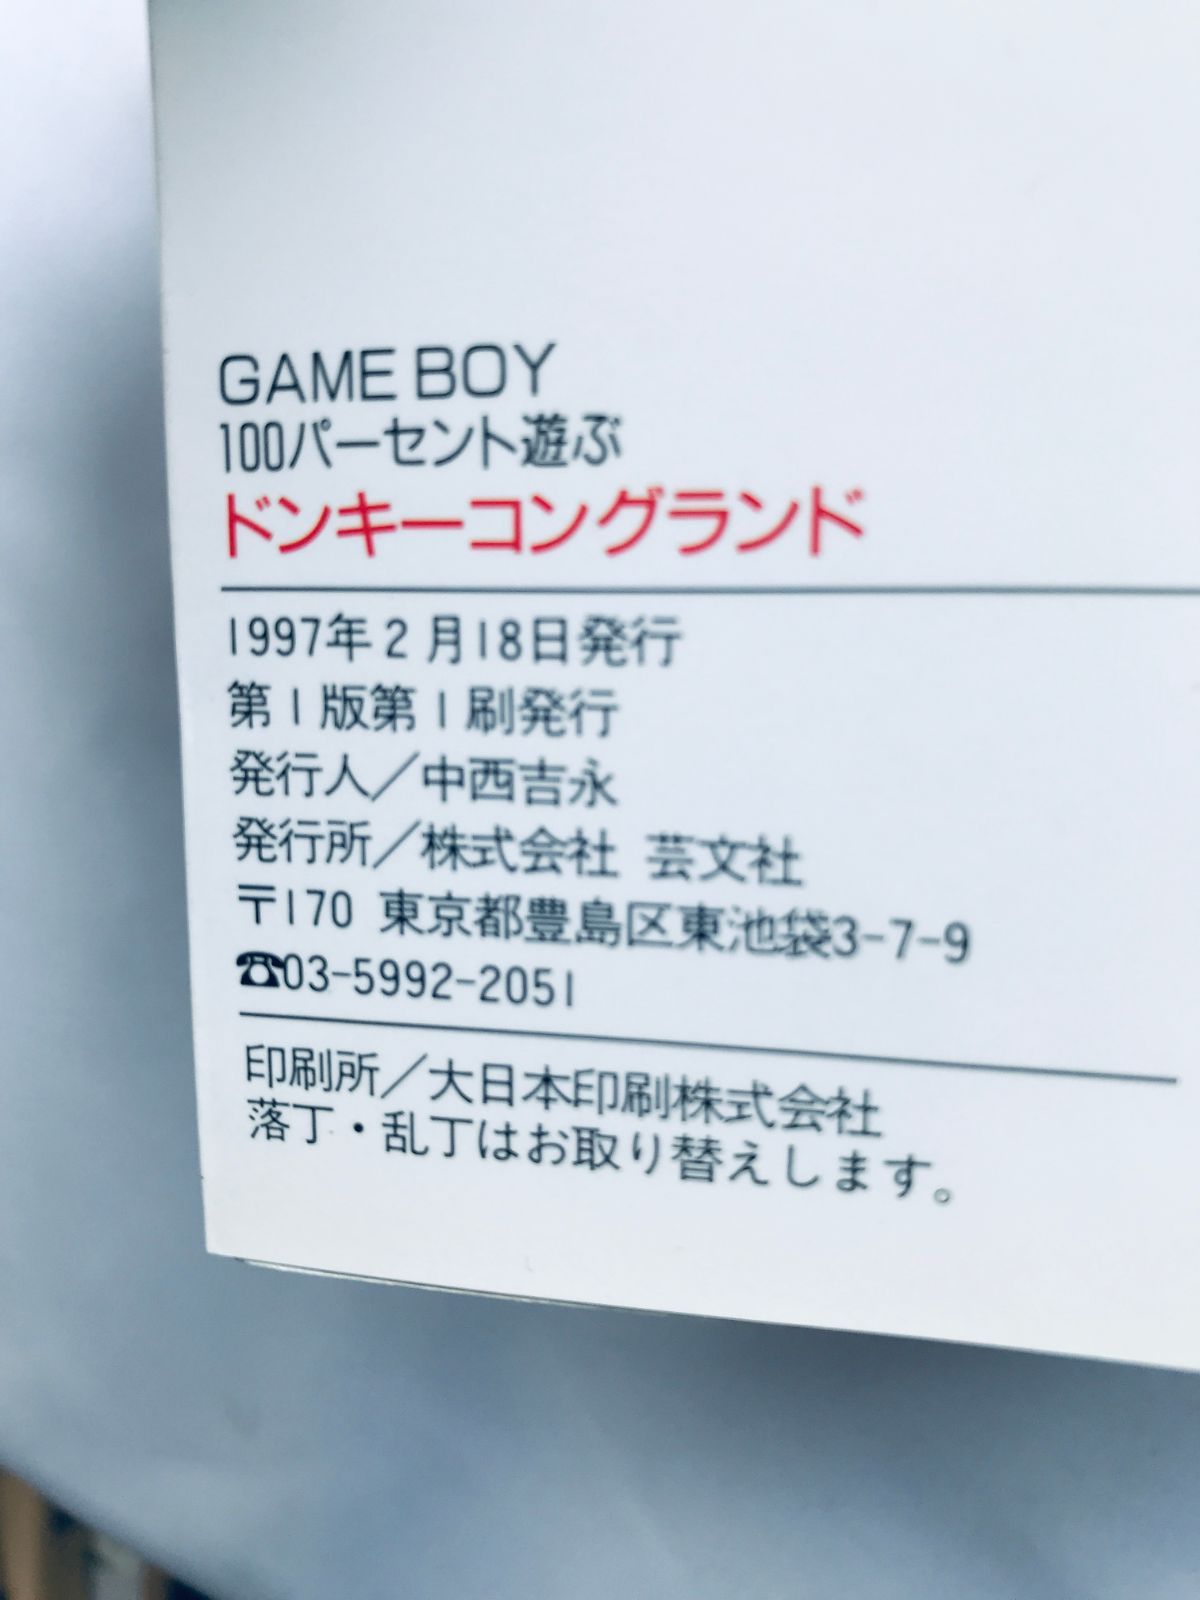 GAME BOY
100パーセント遊ぶ
ドンキーコングランド
1997年2月18日発行
第1版第1刷発行
発行人／中西吉永
発行所／株式会社 芸文社
〒170 東京都豊島区東池袋3-7-9
☎03-5992-2051
印刷所／大日本印刷株式会社
落丁・乱丁はお取り替えします。